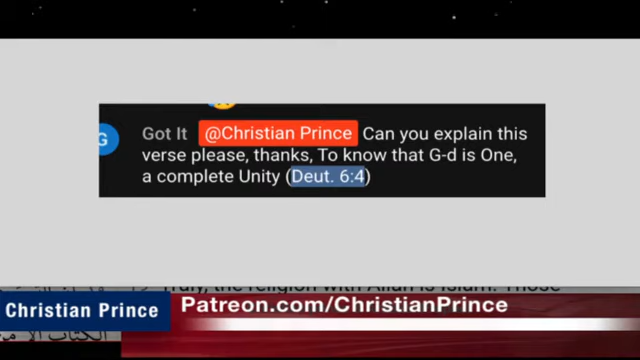 G Got It @Christian Prince Can you explain this
verse please, thanks, To know that G-d is One,
a complete Unity (Deut. 6:4)
Truly, the religion with Allah is Islam. Those
Christian Prince
Patreon.com/ChristianPrince